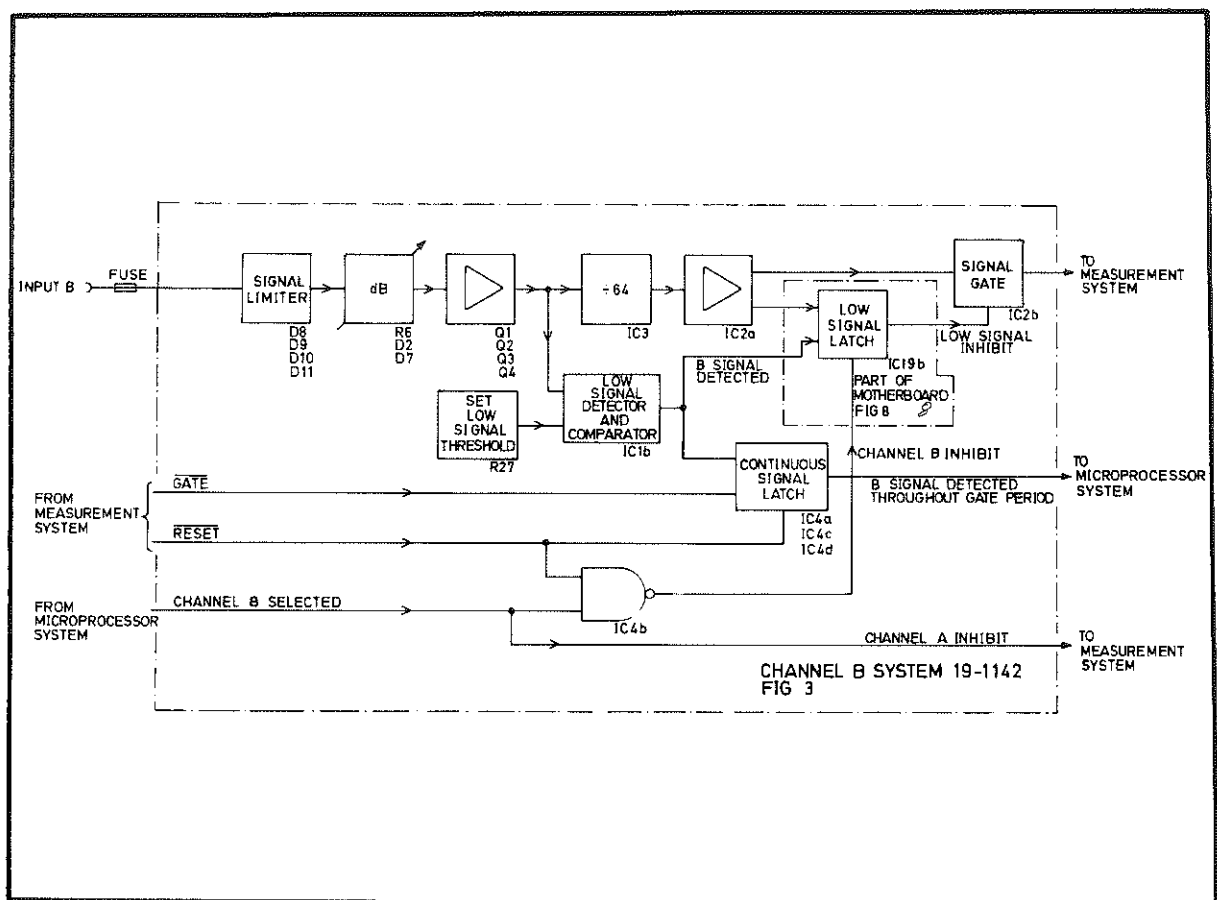 INPUT B
FUSE
SIGNAL
LIMITER
D8
D9
D10
D11
dB
R6
D2
D7
Q1
Q2
Q3
Q4
÷64
IC3
IC2a
SIGNAL
GATE
IC2b
TO
MEASUREMENT
SYSTEM
LOW
SIGNAL
LATCH
IC19b
LOW SIGNAL
INHIBIT
PART OF
MOTHERBOARD
FIG 8
8
B SIGNAL
DETECTED
SET
LOW
SIGNAL
THRESHOLD
R27
LOW
SIGNAL
DETECTOR
AND
COMPARATOR
IC1b
CHANNEL B INHIBIT
CONTINUOUS
SIGNAL
LATCH
IC4a
IC4c
IC4d
B SIGNAL DETECTED
THROUGHOUT GATE PERIOD
TO
MICROPROCESSOR
SYSTEM
FROM
MEASUREMENT
SYSTEM
GATE
RESET
FROM
MICROPROCESSOR
SYSTEM
CHANNEL B SELECTED
IC4b
CHANNEL A INHIBIT
TO
MEASUREMENT
SYSTEM
CHANNEL B SYSTEM 19-1142
FIG 3